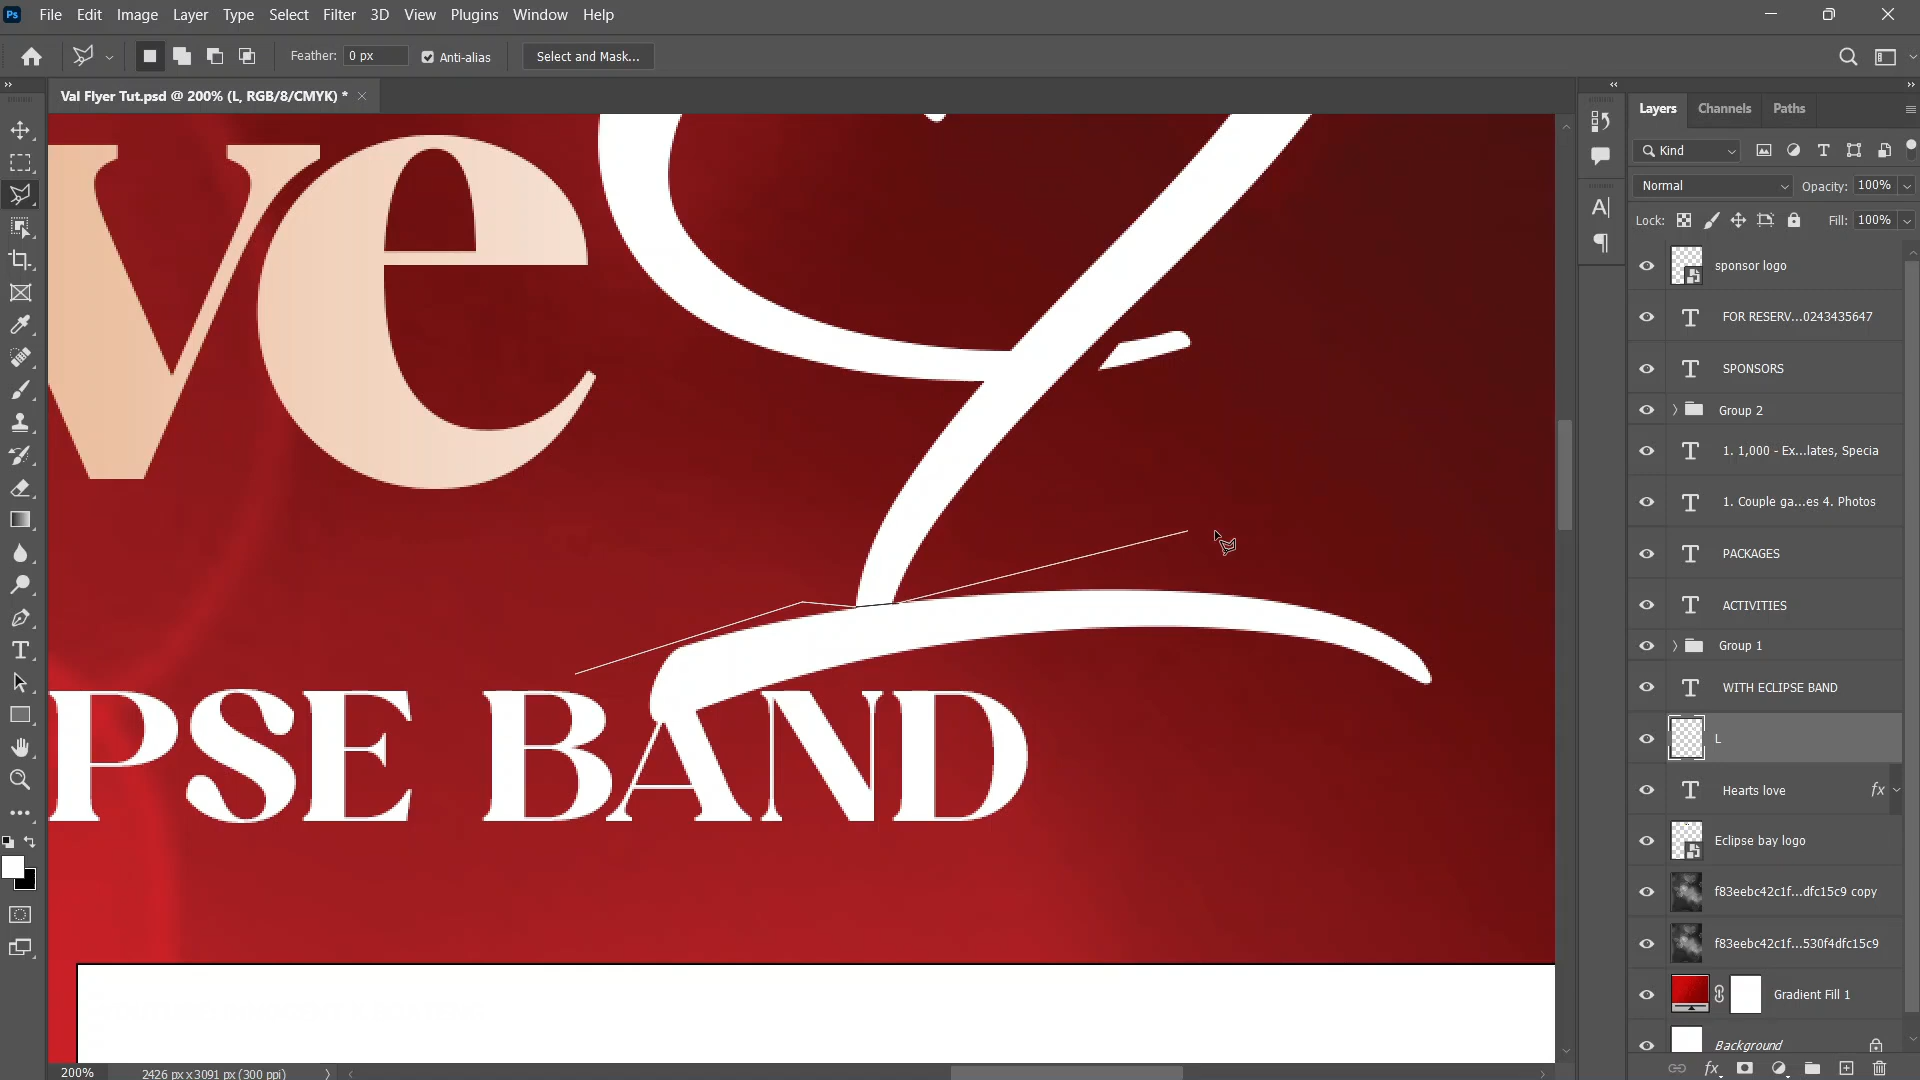 Ps File Edit Image Layer Type Select Filter 3D View Plugins Window Help
Feather: 0 px Anti-alias Select and Mask...
Val Flyer Tut.psd @ 200% (L, RGB/8/CMYK) *
ve
PSE BAND
200% 2426 px x 3091 px (300 ppi)
Layers Channels Paths
Kind
Normal Opacity: 100%
Lock: Fill: 100%
sponsor logo
FOR RESERV...0243435647
SPONSORS
Group 2
1. 1,000 - Ex...lates, Specia
1. Couple ga...es 4. Photos
PACKAGES
ACTIVITIES
Group 1
WITH ECLIPSE BAND
L
Hearts love fx
Eclipse bay logo
f83eebc42c1f...dfc15c9 copy
f83eebc42c1f...530f4dfc15c9
Gradient Fill 1
Background
fx